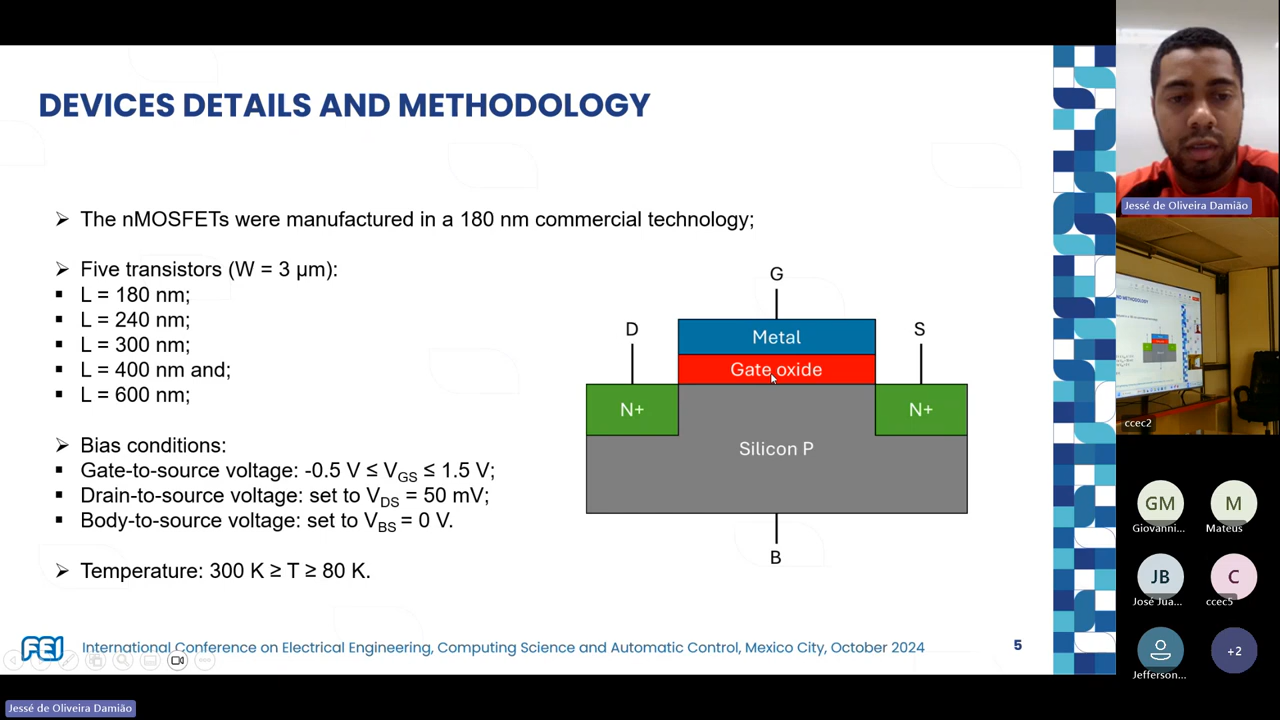 DEVICES DETAILS AND METHODOLOGY
➢ The nMOSFETs were manufactured in a 180 nm commercial technology;
➢ Five transistors (W = 3 µm):
▪ L = 180 nm;
▪ L = 240 nm;
▪ L = 300 nm;
▪ L = 400 nm and;
▪ L = 600 nm;
➢ Bias conditions:
▪ Gate-to-source voltage: -0.5 V ≤ VGS ≤ 1.5 V;
▪ Drain-to-source voltage: set to VDS = 50 mV;
▪ Body-to-source voltage: set to VBS = 0 V.
➢ Temperature: 300 K ≥ T ≥ 80 K.
G
D
S
Metal
Gate oxide
N+
N+
Silicon P
B
FEI
International Conference on Electrical Engineering, Computing Science and Automatic Control, Mexico City, October 2024
5
Jessé de Oliveira Damião
Jessé de Oliveira Damião
ccec2
GM
Giovanni...
M
Mateus
JB
José Jua...
C
ccec5
Jefferson...
+2